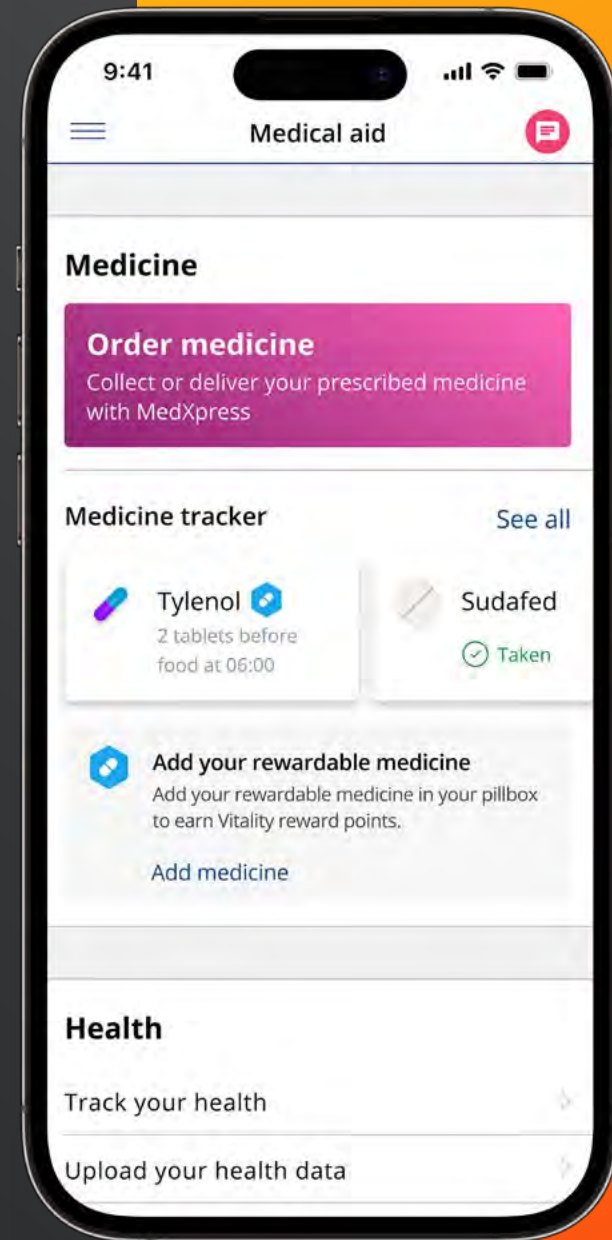 9:41
Medical aid
Medicine
Order medicine
Collect or deliver your prescribed medicine
with MedXpress
Medicine tracker
See all
Tylenol
2 tablets before
food at 06:00
Sudafed
Taken
Add your rewardable medicine
Add your rewardable medicine in your pillbox
to earn Vitality reward points.
Add medicine
Health
Track your health
Upload your health data